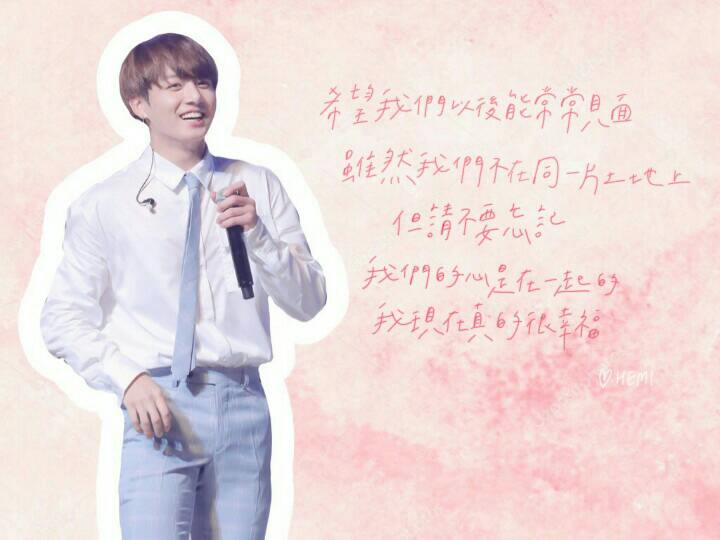 希望我們以後能常常見面
雖然我們不在同一片土地上
但請不要忘記
我們的心是在一起的
我現在真的很幸福
♡.HEMI